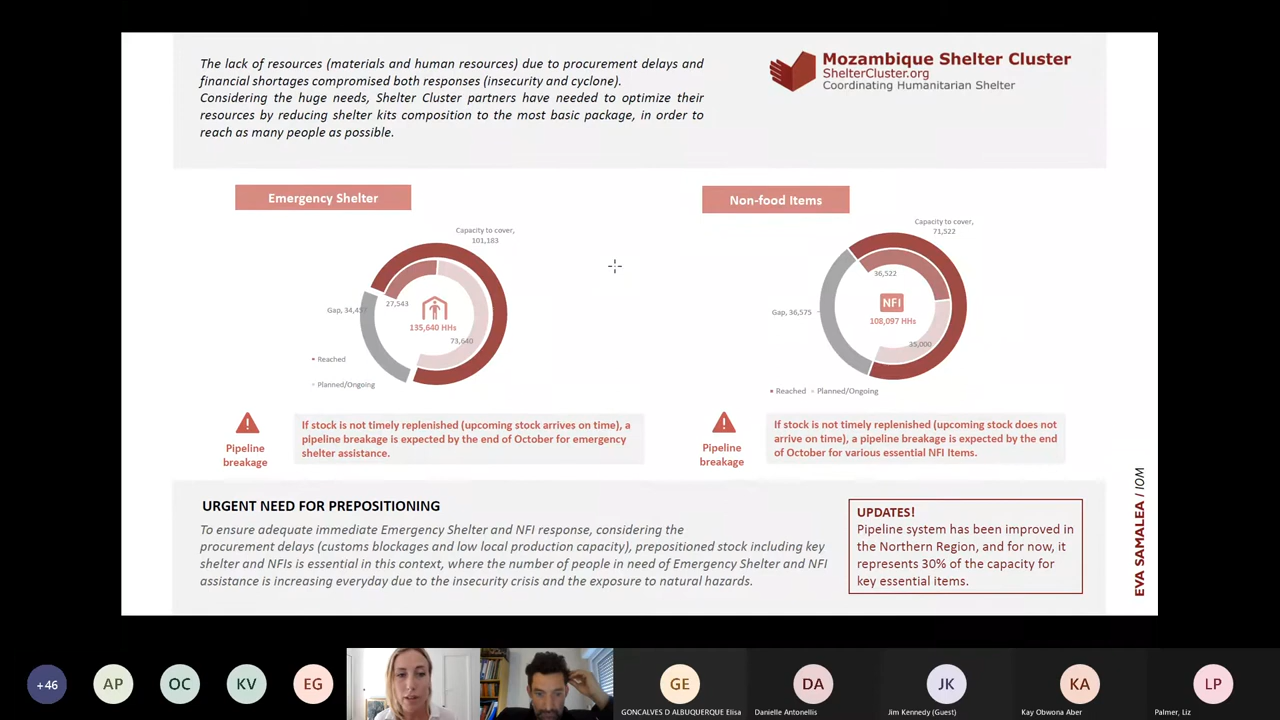 The lack of resources (materials and human resources) due to procurement delays and
financial shortages compromised both responses (insecurity and cyclone).
Considering the huge needs, Shelter Cluster partners have needed to optimize their
resources by reducing shelter kits composition to the most basic package, in order to
reach as many people as possible.
Mozambique Shelter Cluster
ShelterCluster.org
Coordinating Humanitarian Shelter
Emergency Shelter
Capacity to cover,
101,183
Gap,
27,543
135,640 HHs
73,640
Reached
Planned/Ongoing
Non-food Items
Capacity to cover,
71,522
36,522
NFI
108,097 HHs
Gap, 36,575
35,000
Reached Planned/Ongoing
Pipeline
breakage
If stock is not timely replenished (upcoming stock arrives on time), a
pipeline breakage is expected by the end of October for emergency
shelter assistance.
Pipeline
breakage
If stock is not timely replenished (upcoming stock does not
arrive on time), a pipeline breakage is expected by the end
of October for various essential NFI Items.
URGENT NEED FOR PREPOSITIONING
To ensure adequate immediate Emergency Shelter and NFI response, considering the
procurement delays (customs blockages and low local production capacity), prepositioned stock including key
shelter and NFIs is essential in this context, where the number of people in need of Emergency Shelter and NFI
assistance is increasing everyday due to the insecurity crisis and the exposure to natural hazards.
UPDATES!
Pipeline system has been improved in
the Northern Region, and for now, it
represents 30% of the capacity for
key essential items.
EVA SAMALEA / IOM
+46
AP
OC
KV
EG
GE
GONCALVES D ALBUQUERQUE Elisa
DA
Danielle Antonellis
JK
Jim Kennedy (Guest)
KA
Kay Obwona Aber
LP
Palmer, Liz